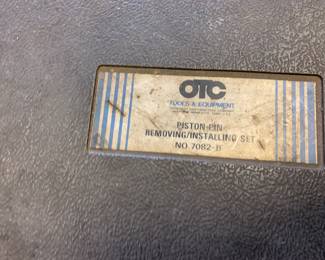 OTC
TOOLS & EQUIPMENT
PISTON PIN
REMOVING/INSTALLING SET
NO 7082-B